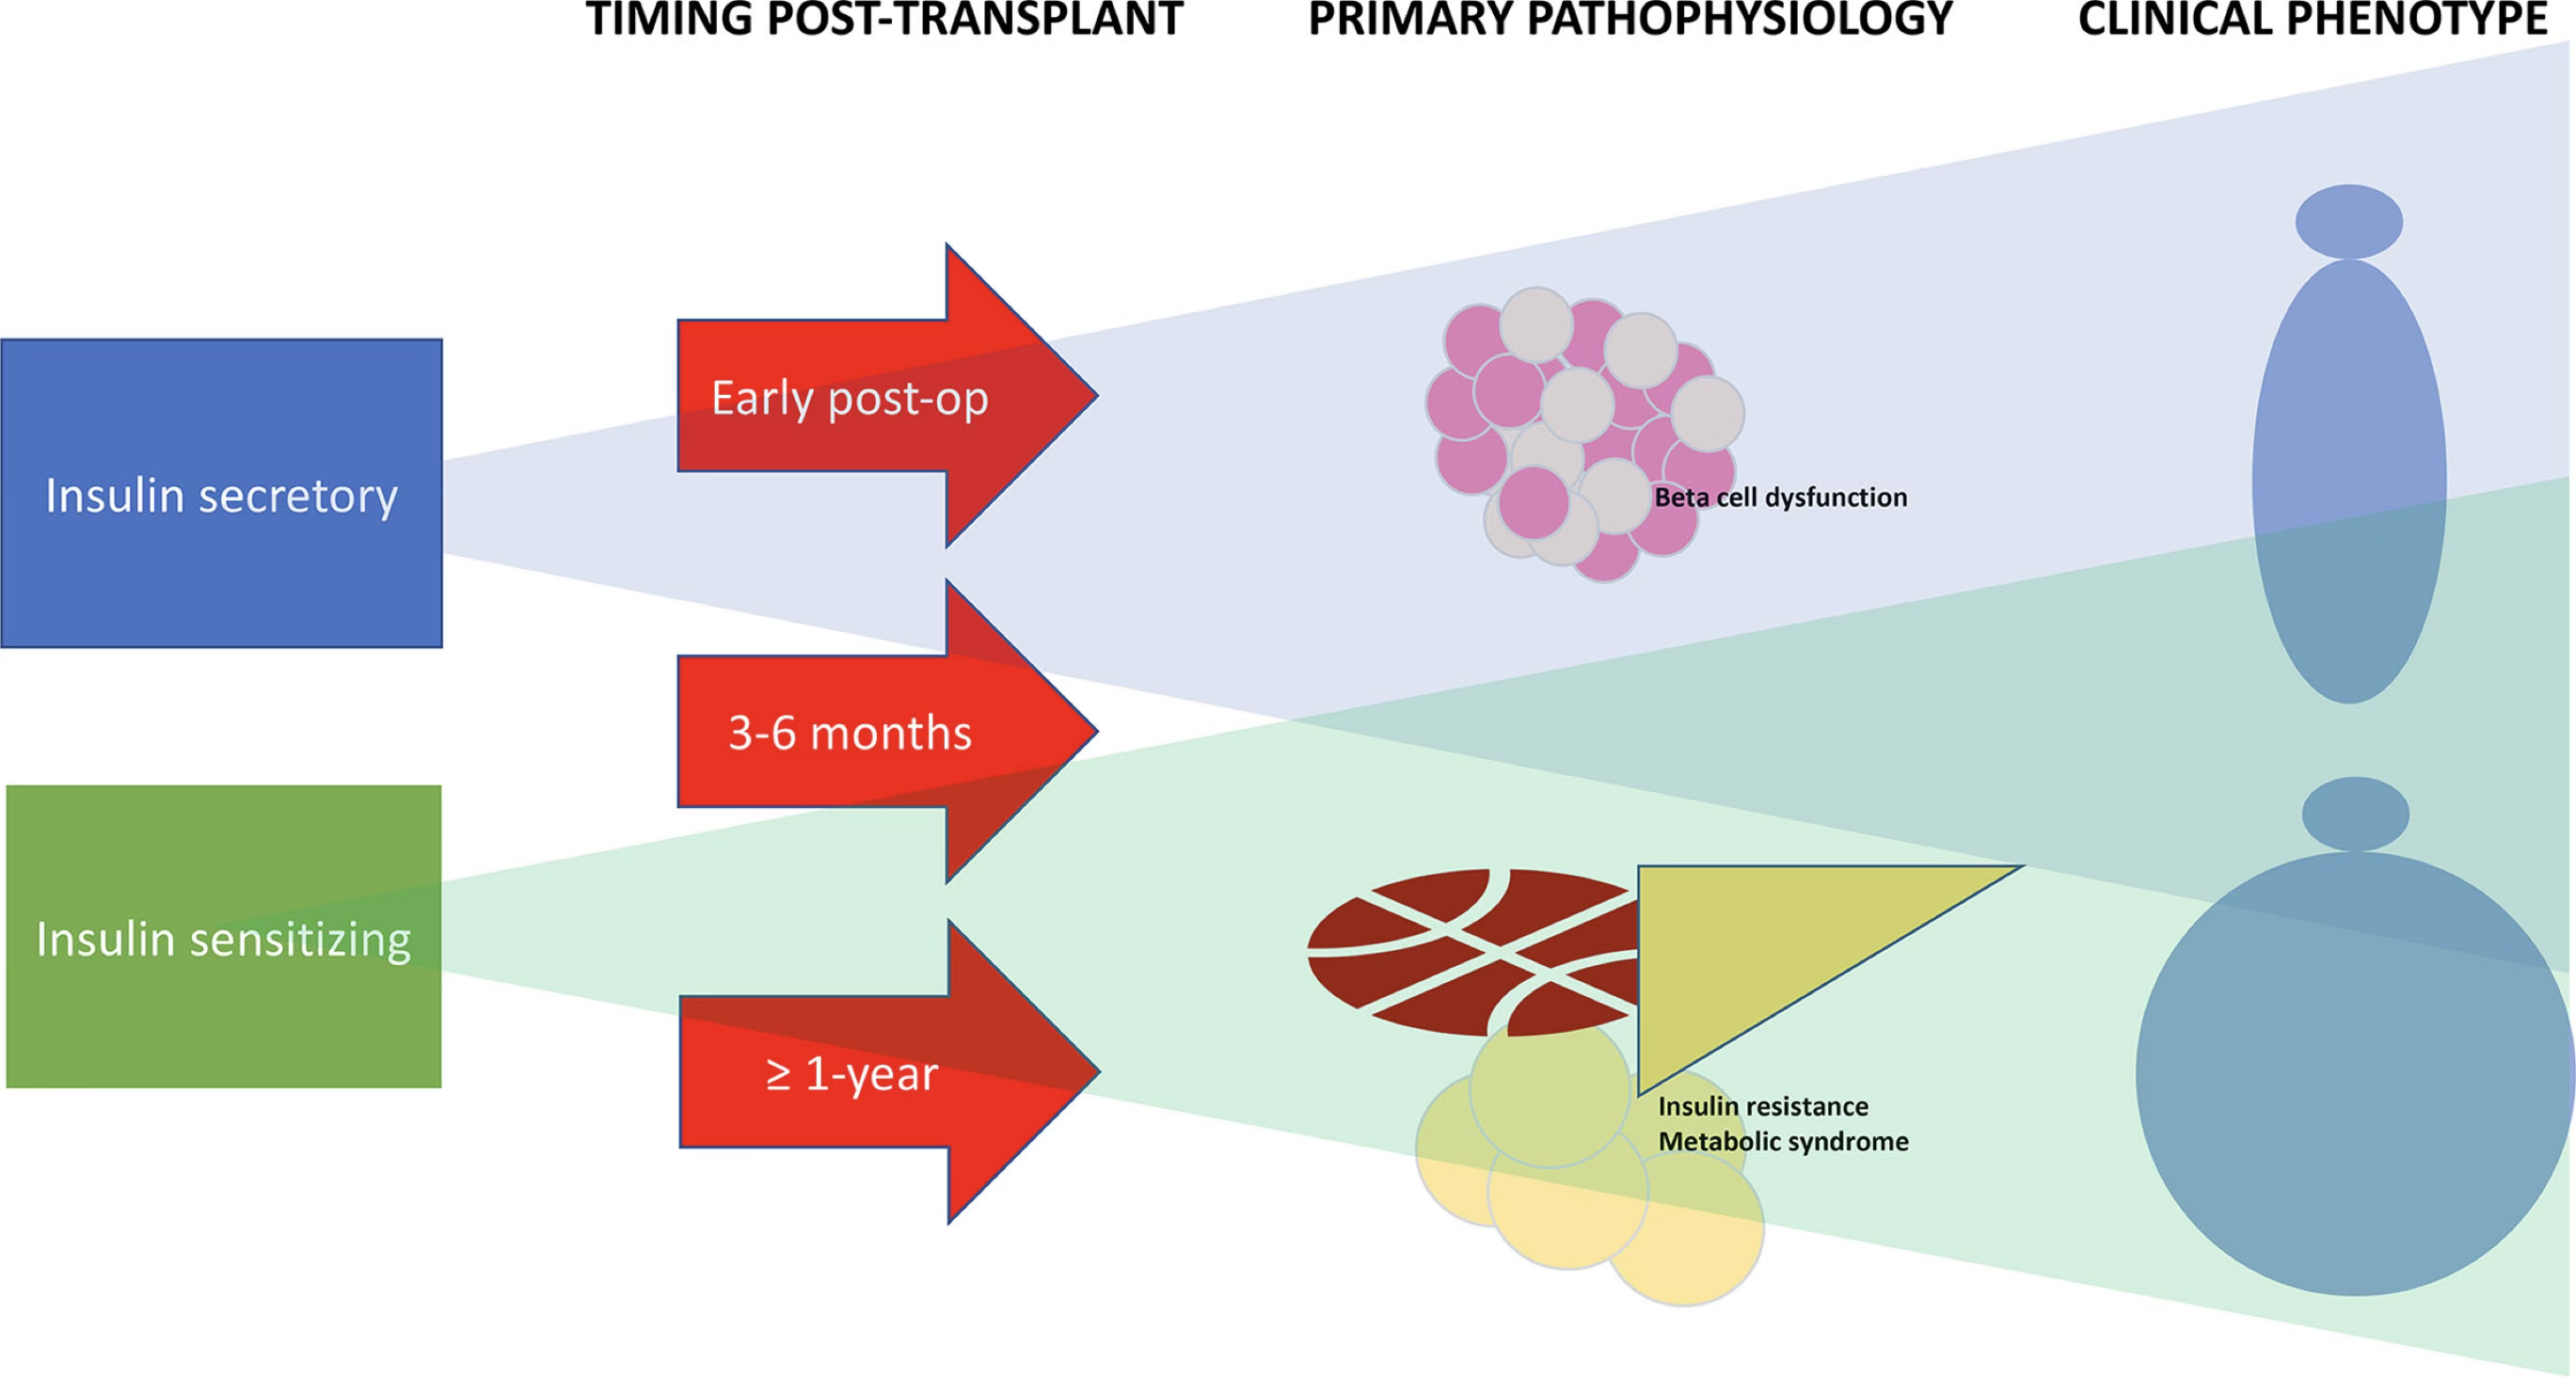 TIMING POST-TRANSPLANT
PRIMARY PATHOPHYSIOLOGY
CLINICAL PHENOTYPE
Insulin secretory
Early post-op
Beta cell dysfunction
3-6 months
Insulin sensitizing
≥ 1-year
Insulin resistance
Metabolic syndrome